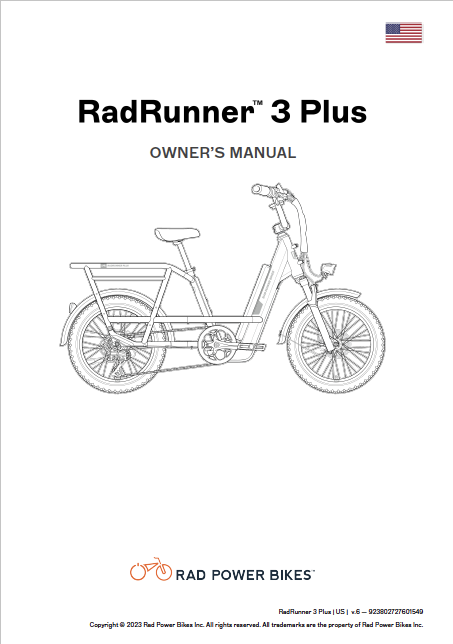 RadRunner™ 3 Plus
OWNER'S MANUAL
RAD POWER BIKES™
RadRunner 3 Plus | US | v.6 — 923802727601549
Copyright © 2023 Rad Power Bikes Inc. All rights reserved. All trademarks are the property of Rad Power Bikes Inc.